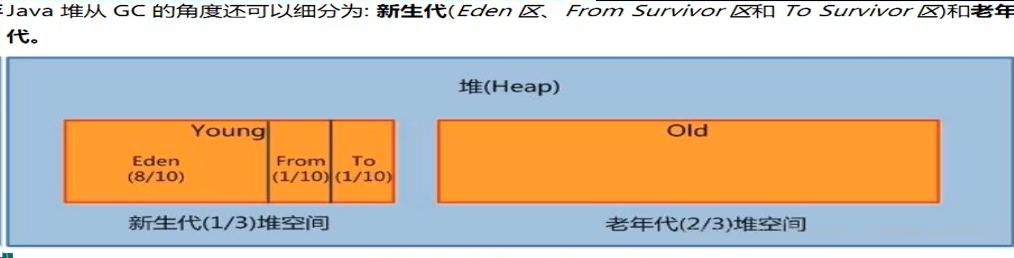 Java 堆从 GC 的角度还可以细分为: 新生代(Eden 区、From Survivor 区和 To Survivor 区)和老年
代。
堆(Heap)
Young
Old
Eden
From
To
(8/10)
(1/10)
(1/10)
新生代(1/3)堆空间
老年代(2/3)堆空间